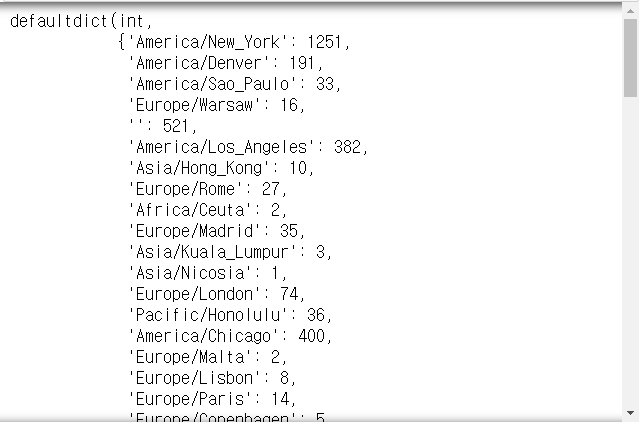 defaultdict(int,
{'America/New_York': 1251,
'America/Denver': 191,
'America/Sao_Paulo': 33,
'Europe/Warsaw': 16,
'': 521,
'America/Los_Angeles': 382,
'Asia/Hong_Kong': 10,
'Europe/Rome': 27,
'Africa/Ceuta': 2,
'Europe/Madrid': 35,
'Asia/Kuala_Lumpur': 3,
'Asia/Nicosia': 1,
'Europe/London': 74,
'Pacific/Honolulu': 36,
'America/Chicago': 400,
'Europe/Malta': 2,
'Europe/Lisbon': 8,
'Europe/Paris': 14,
'Europe/Copenhagen': 5